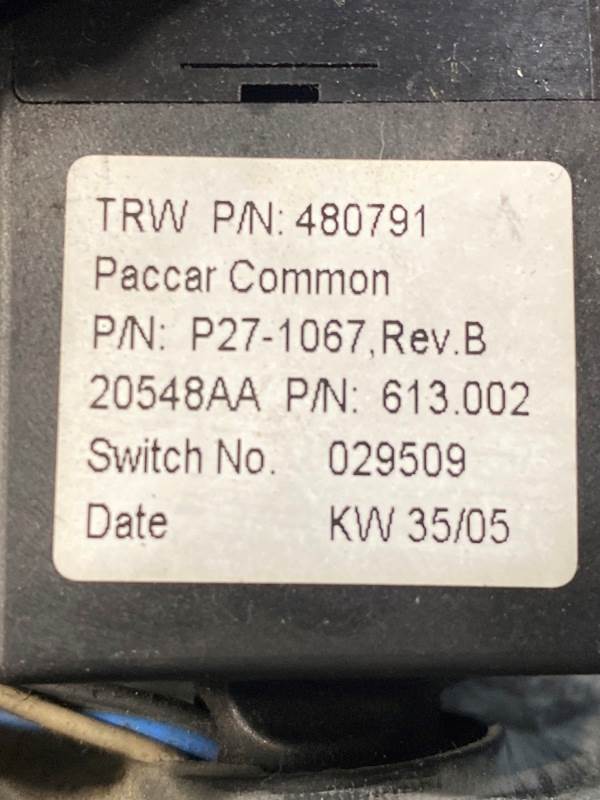 TRW P/N: 480791
Paccar Common
P/N: P27-1067,Rev.B
20548AA P/N: 613.002
Switch No. 029509
Date KW 35/05